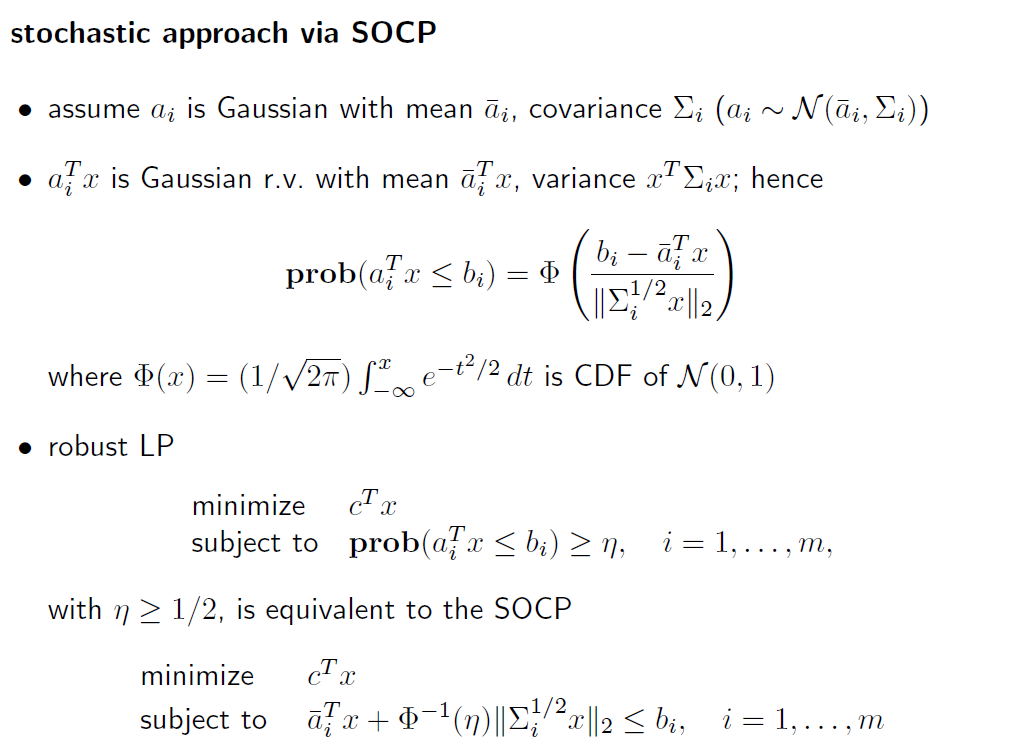 stochastic approach via SOCP
• assume $a_i$ is Gaussian with mean $\bar{a}_i$, covariance $\Sigma_i$ ($a_i \sim \mathcal{N}(\bar{a}_i, \Sigma_i)$)
• $a_i^T x$ is Gaussian r.v. with mean $\bar{a}_i^T x$, variance $x^T \Sigma_i x$; hence
$\mathbf{prob}(a_i^T x \leq b_i) = \Phi\left(\frac{b_i - \bar{a}_i^T x}{\|\Sigma_i^{1/2} x\|_2}\right)$
where $\Phi(x) = (1/\sqrt{2\pi}) \int_{-\infty}^{x} e^{-t^2/2} \, dt$ is CDF of $\mathcal{N}(0, 1)$
• robust LP
minimize $c^T x$
subject to $\mathbf{prob}(a_i^T x \leq b_i) \geq \eta, \quad i = 1, \ldots, m,$
with $\eta \geq 1/2$, is equivalent to the SOCP
minimize $c^T x$
subject to $\bar{a}_i^T x + \Phi^{-1}(\eta) \|\Sigma_i^{1/2} x\|_2 \leq b_i, \quad i = 1, \ldots, m$